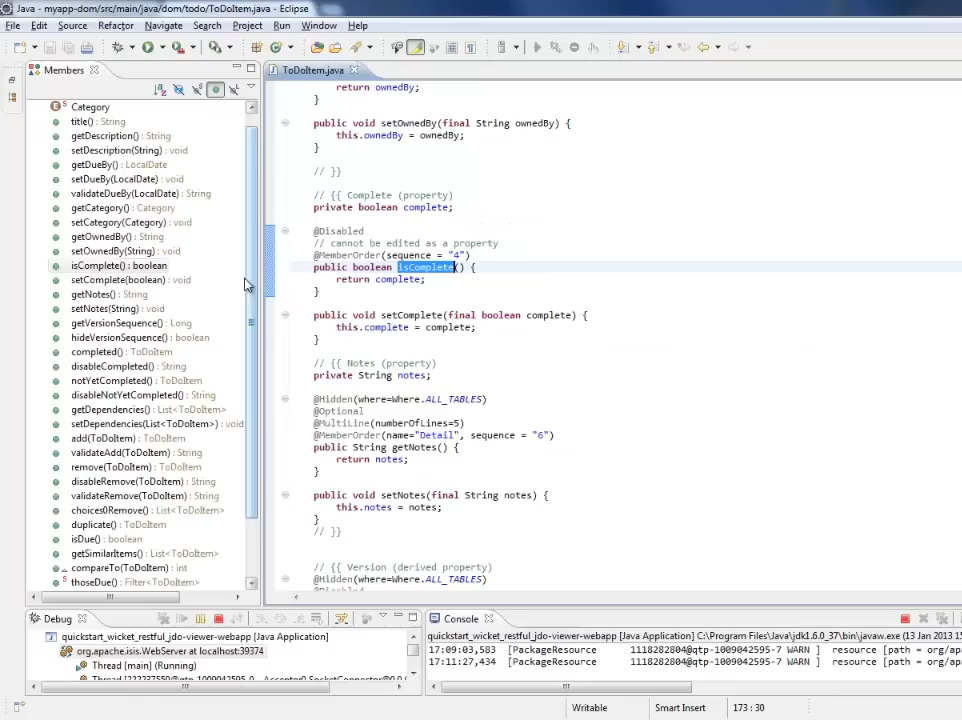 Java - myapp-dom/src/main/java/dom/todo/ToDoItem.java - Eclipse
File Edit Source Refactor Navigate Search Project Run Window Help
Members
ToDoItem.java
Category
title() : String
getDescription() : String
setDescription(String) : void
getDueBy() : LocalDate
setDueBy(LocalDate) : void
validateDueBy(LocalDate) : String
getCategory() : Category
setCategory(Category) : void
getOwnedBy() : String
setOwnedBy(String) : void
isComplete() : boolean
setComplete(boolean) : void
getNotes() : String
setNotes(String) : void
getVersionSequence() : Long
hideVersionSequence() : boolean
completed() : ToDoItem
disableCompleted() : String
notYetCompleted() : ToDoItem
disableNotYetCompleted() : String
getDependencies() : List<ToDoItem>
setDependencies(List<ToDoItem>) : void
add(ToDoItem) : ToDoItem
validateAdd(ToDoItem) : String
remove(ToDoItem) : ToDoItem
disableRemove(ToDoItem) : String
validateRemove(ToDoItem) : String
choices0Remove() : List<ToDoItem>
duplicate() : ToDoItem
isDue() : boolean
getSimilarItems() : List<ToDoItem>
compareTo(ToDoItem) : int
thoseDue() : Filter<ToDoItem>
return ownedBy;
}
public void setOwnedBy(final String ownedBy) {
this.ownedBy = ownedBy;
}
// }}
// {{ Complete (property)
private boolean complete;
@Disabled
// cannot be edited as a property
@MemberOrder(sequence = "4")
public boolean isComplete() {
return complete;
}
public void setComplete(final boolean complete) {
this.complete = complete;
}
// {{ Notes (property)
private String notes;
@Hidden(where=Where.ALL_TABLES)
@Optional
@MultiLine(numberOfLines=5)
@MemberOrder(name="Detail", sequence = "6")
public String getNotes() {
return notes;
}
public void setNotes(final String notes) {
this.notes = notes;
}
// }}
// {{ Version (derived property)
@Hidden(where=Where.ALL_TABLES)
Debug
quickstart_wicket_restful_jdo-viewer-webapp [Java Application]
org.apache.isis.WebServer at localhost:39374
Thread [main] (Running)
Console
quickstart_wicket_restful_jdo-viewer-webapp [Java Application] C:\Program Files\Java\jdk1.6.0_37\bin\javaw.exe (13 Jan 2013 15
17:09:03,583 [PackageResource 1118282804@qtp-1009042595-7 WARN ] resource [path = org/ap
17:11:27,434 [PackageResource 1118282804@qtp-1009042595-7 WARN ] resource [path = org/ap
Writable Smart Insert 173 : 30